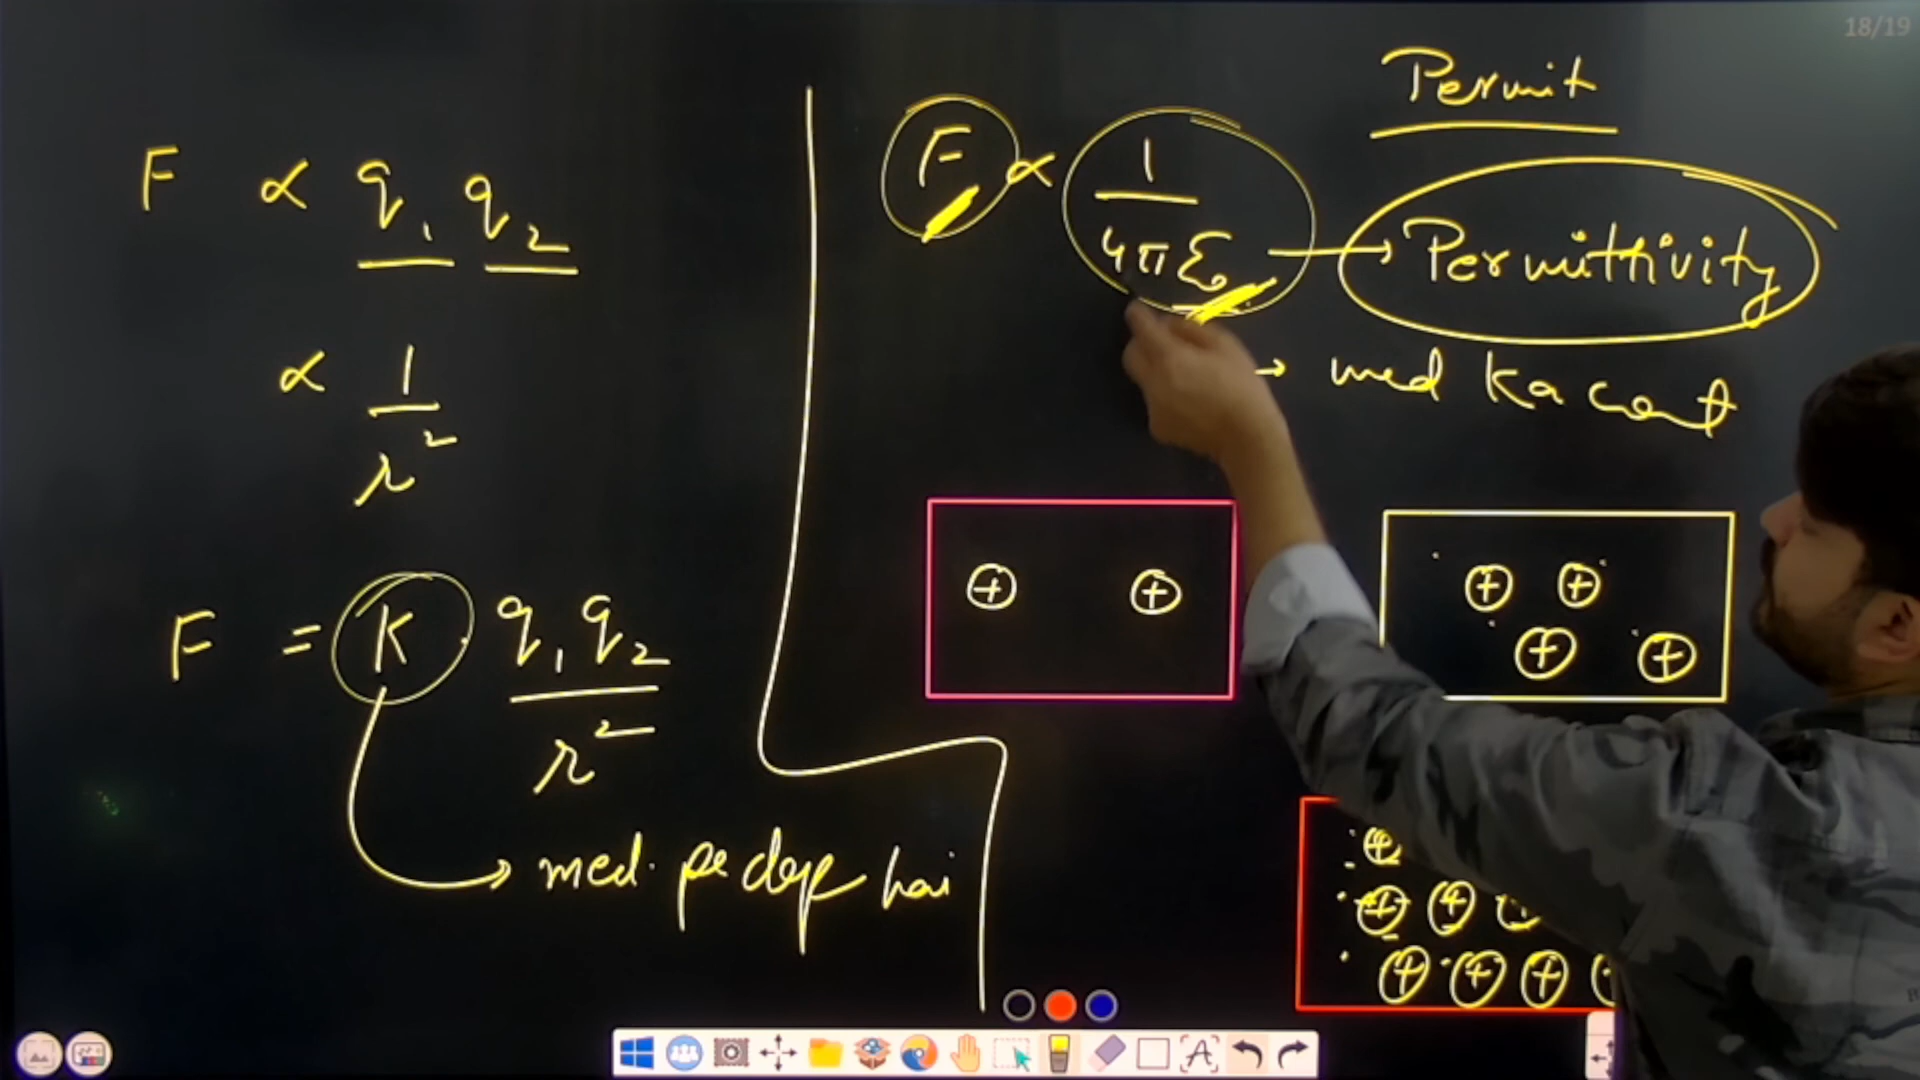 18/19
F ∝ q₁ q₂
∝ 1/r²
F = K q₁q₂/r²
med. pe dep hai
Permit
F ∝ 1/4πε₀ → Permittivity
→ med ka const
+ +
+ +
+ +
+
+ + +
+ + + +